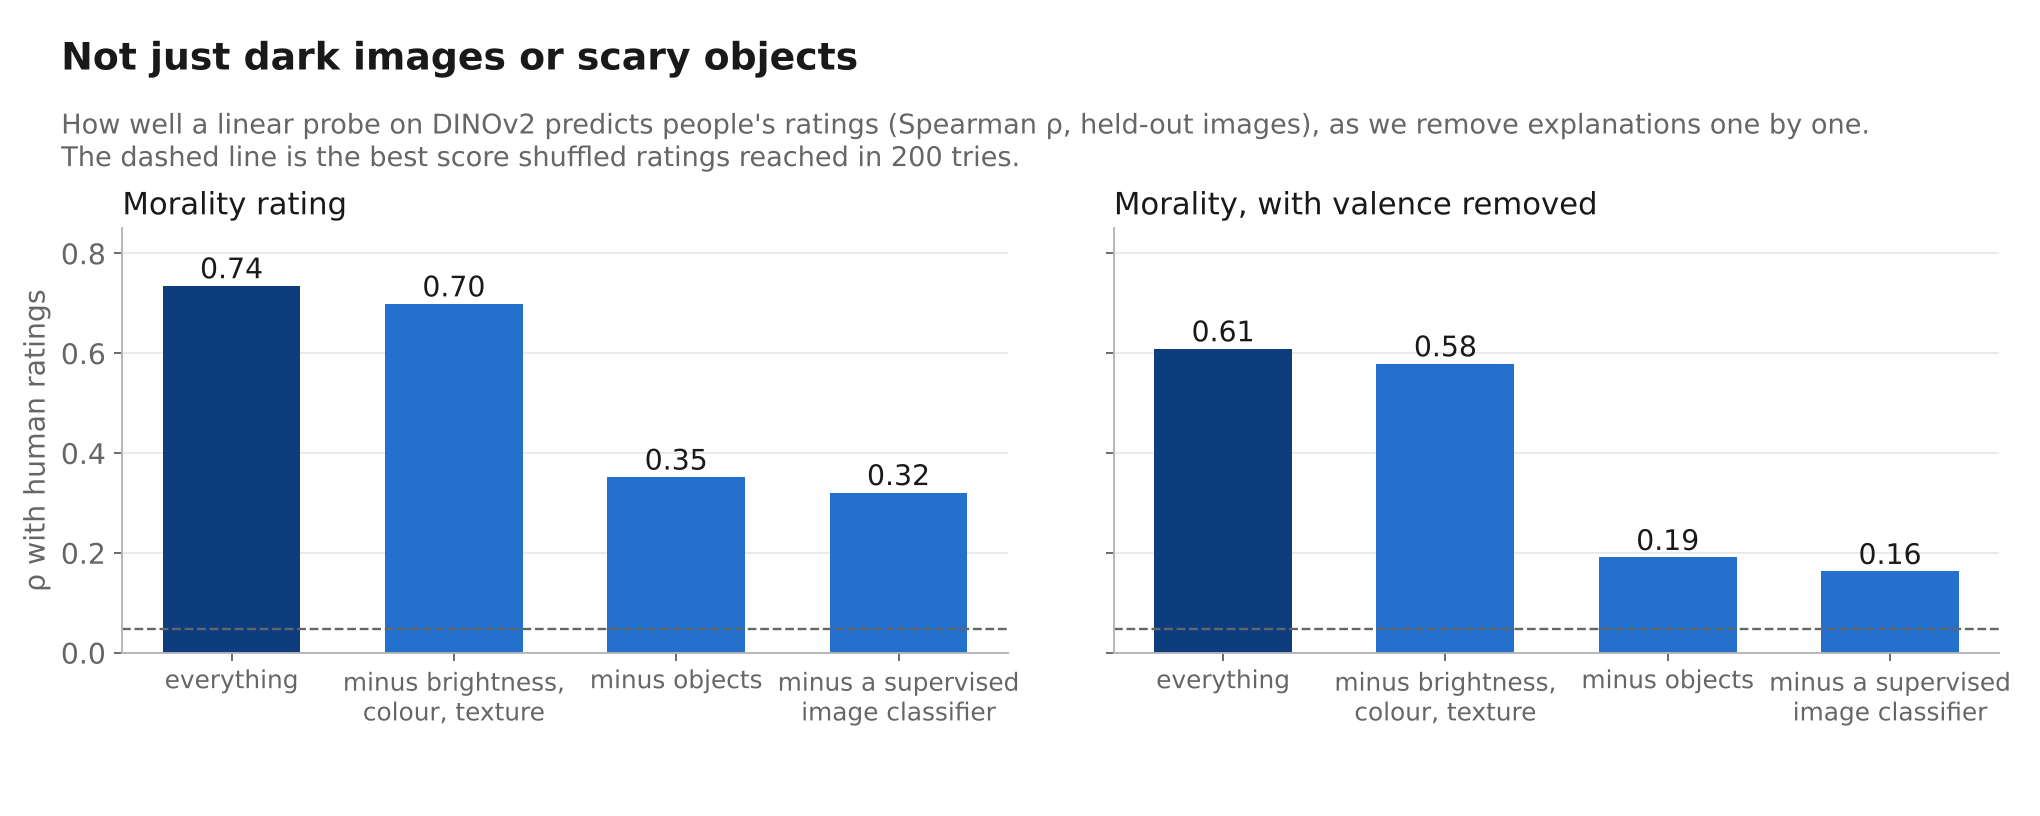 Not just dark images or scary objects
How well a linear probe on DINOv2 predicts people's ratings (Spearman ρ, held-out images), as we remove explanations one by one.
The dashed line is the best score shuffled ratings reached in 200 tries.
Morality rating
ρ with human ratings
0.8
0.6
0.4
0.2
0.0
0.74
0.70
0.35
0.32
everything
minus brightness,
colour, texture
minus objects
minus a supervised
image classifier
Morality, with valence removed
0.61
0.58
0.19
0.16
everything
minus brightness,
colour, texture
minus objects
minus a supervised
image classifier